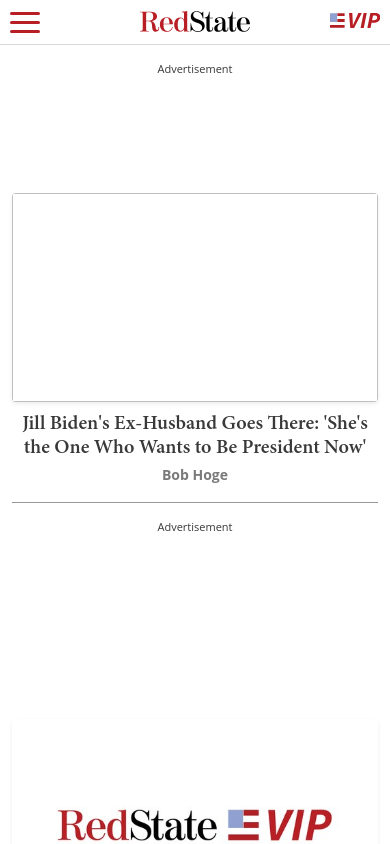 RedState
VIP
Advertisement
Jill Biden's Ex-Husband Goes There: 'She's
the One Who Wants to Be President Now'
Bob Hoge
Advertisement
RedState VIP